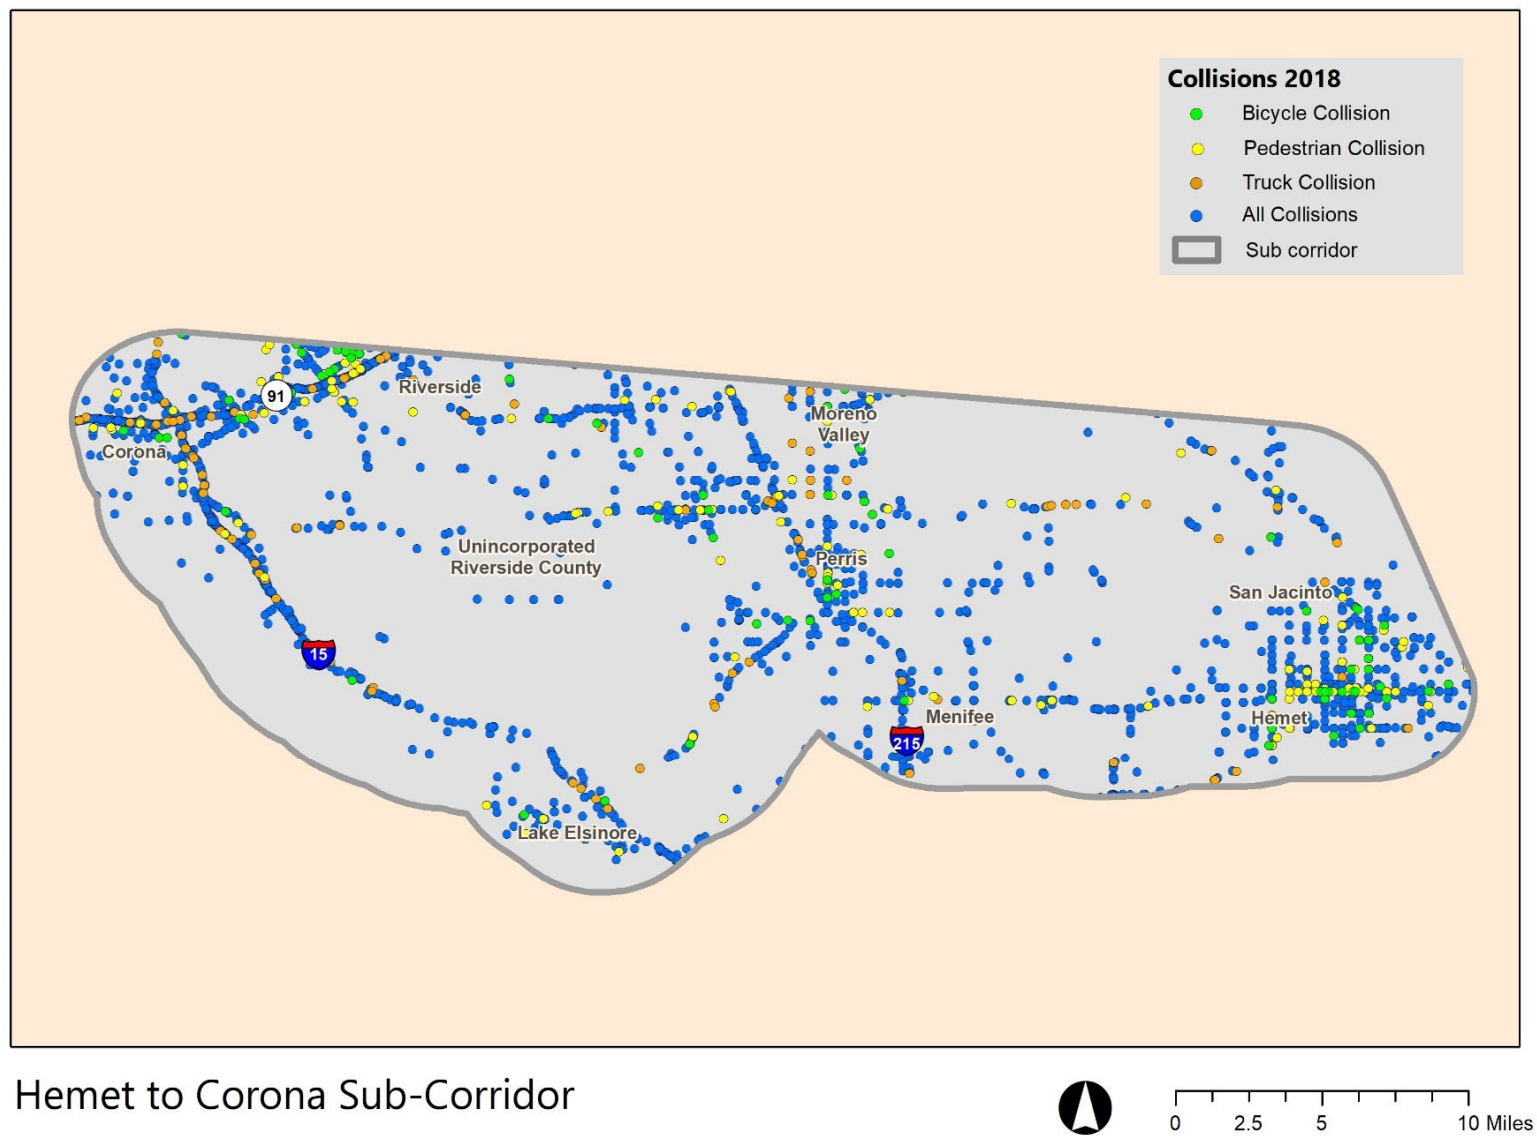 Collisions 2018
Bicycle Collision
Pedestrian Collision
Truck Collision
All Collisions
Sub corridor
91
Riverside
Moreno
Valley
Corona
Unincorporated
Riverside County
Perris
San Jacinto
15
Menifee
Hemet
215
Lake Elsinore
Hemet to Corona Sub-Corridor
0 2.5 5 10 Miles